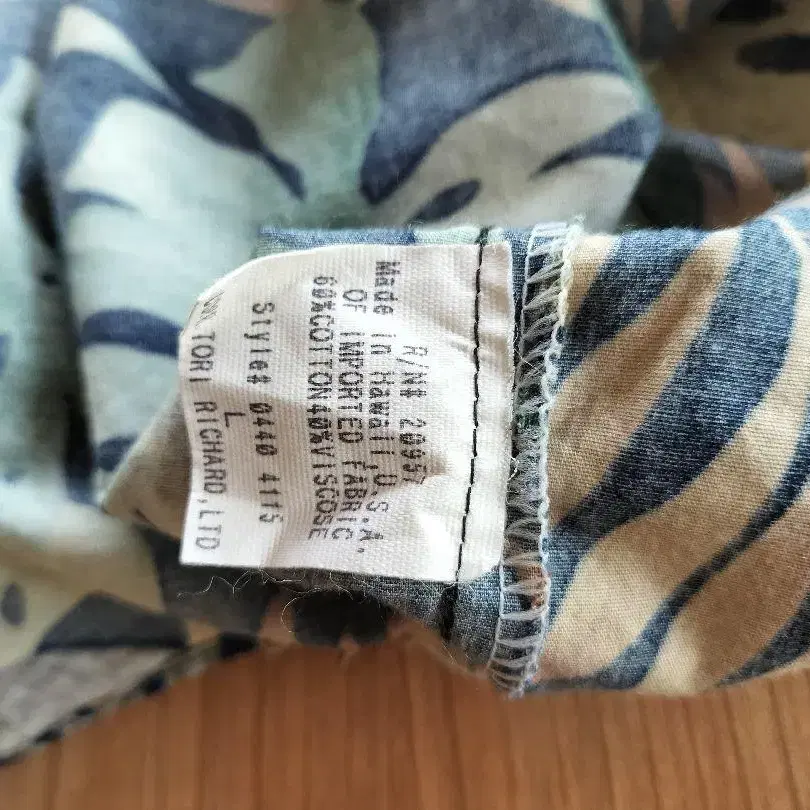 R/N# 20957
Made in Hawaii,U.S.A.
OF IMPORTED FABRIC
60%COTTON40%VISCOSE
L
Style# 0440 4115
TORI RICHARD,LTD